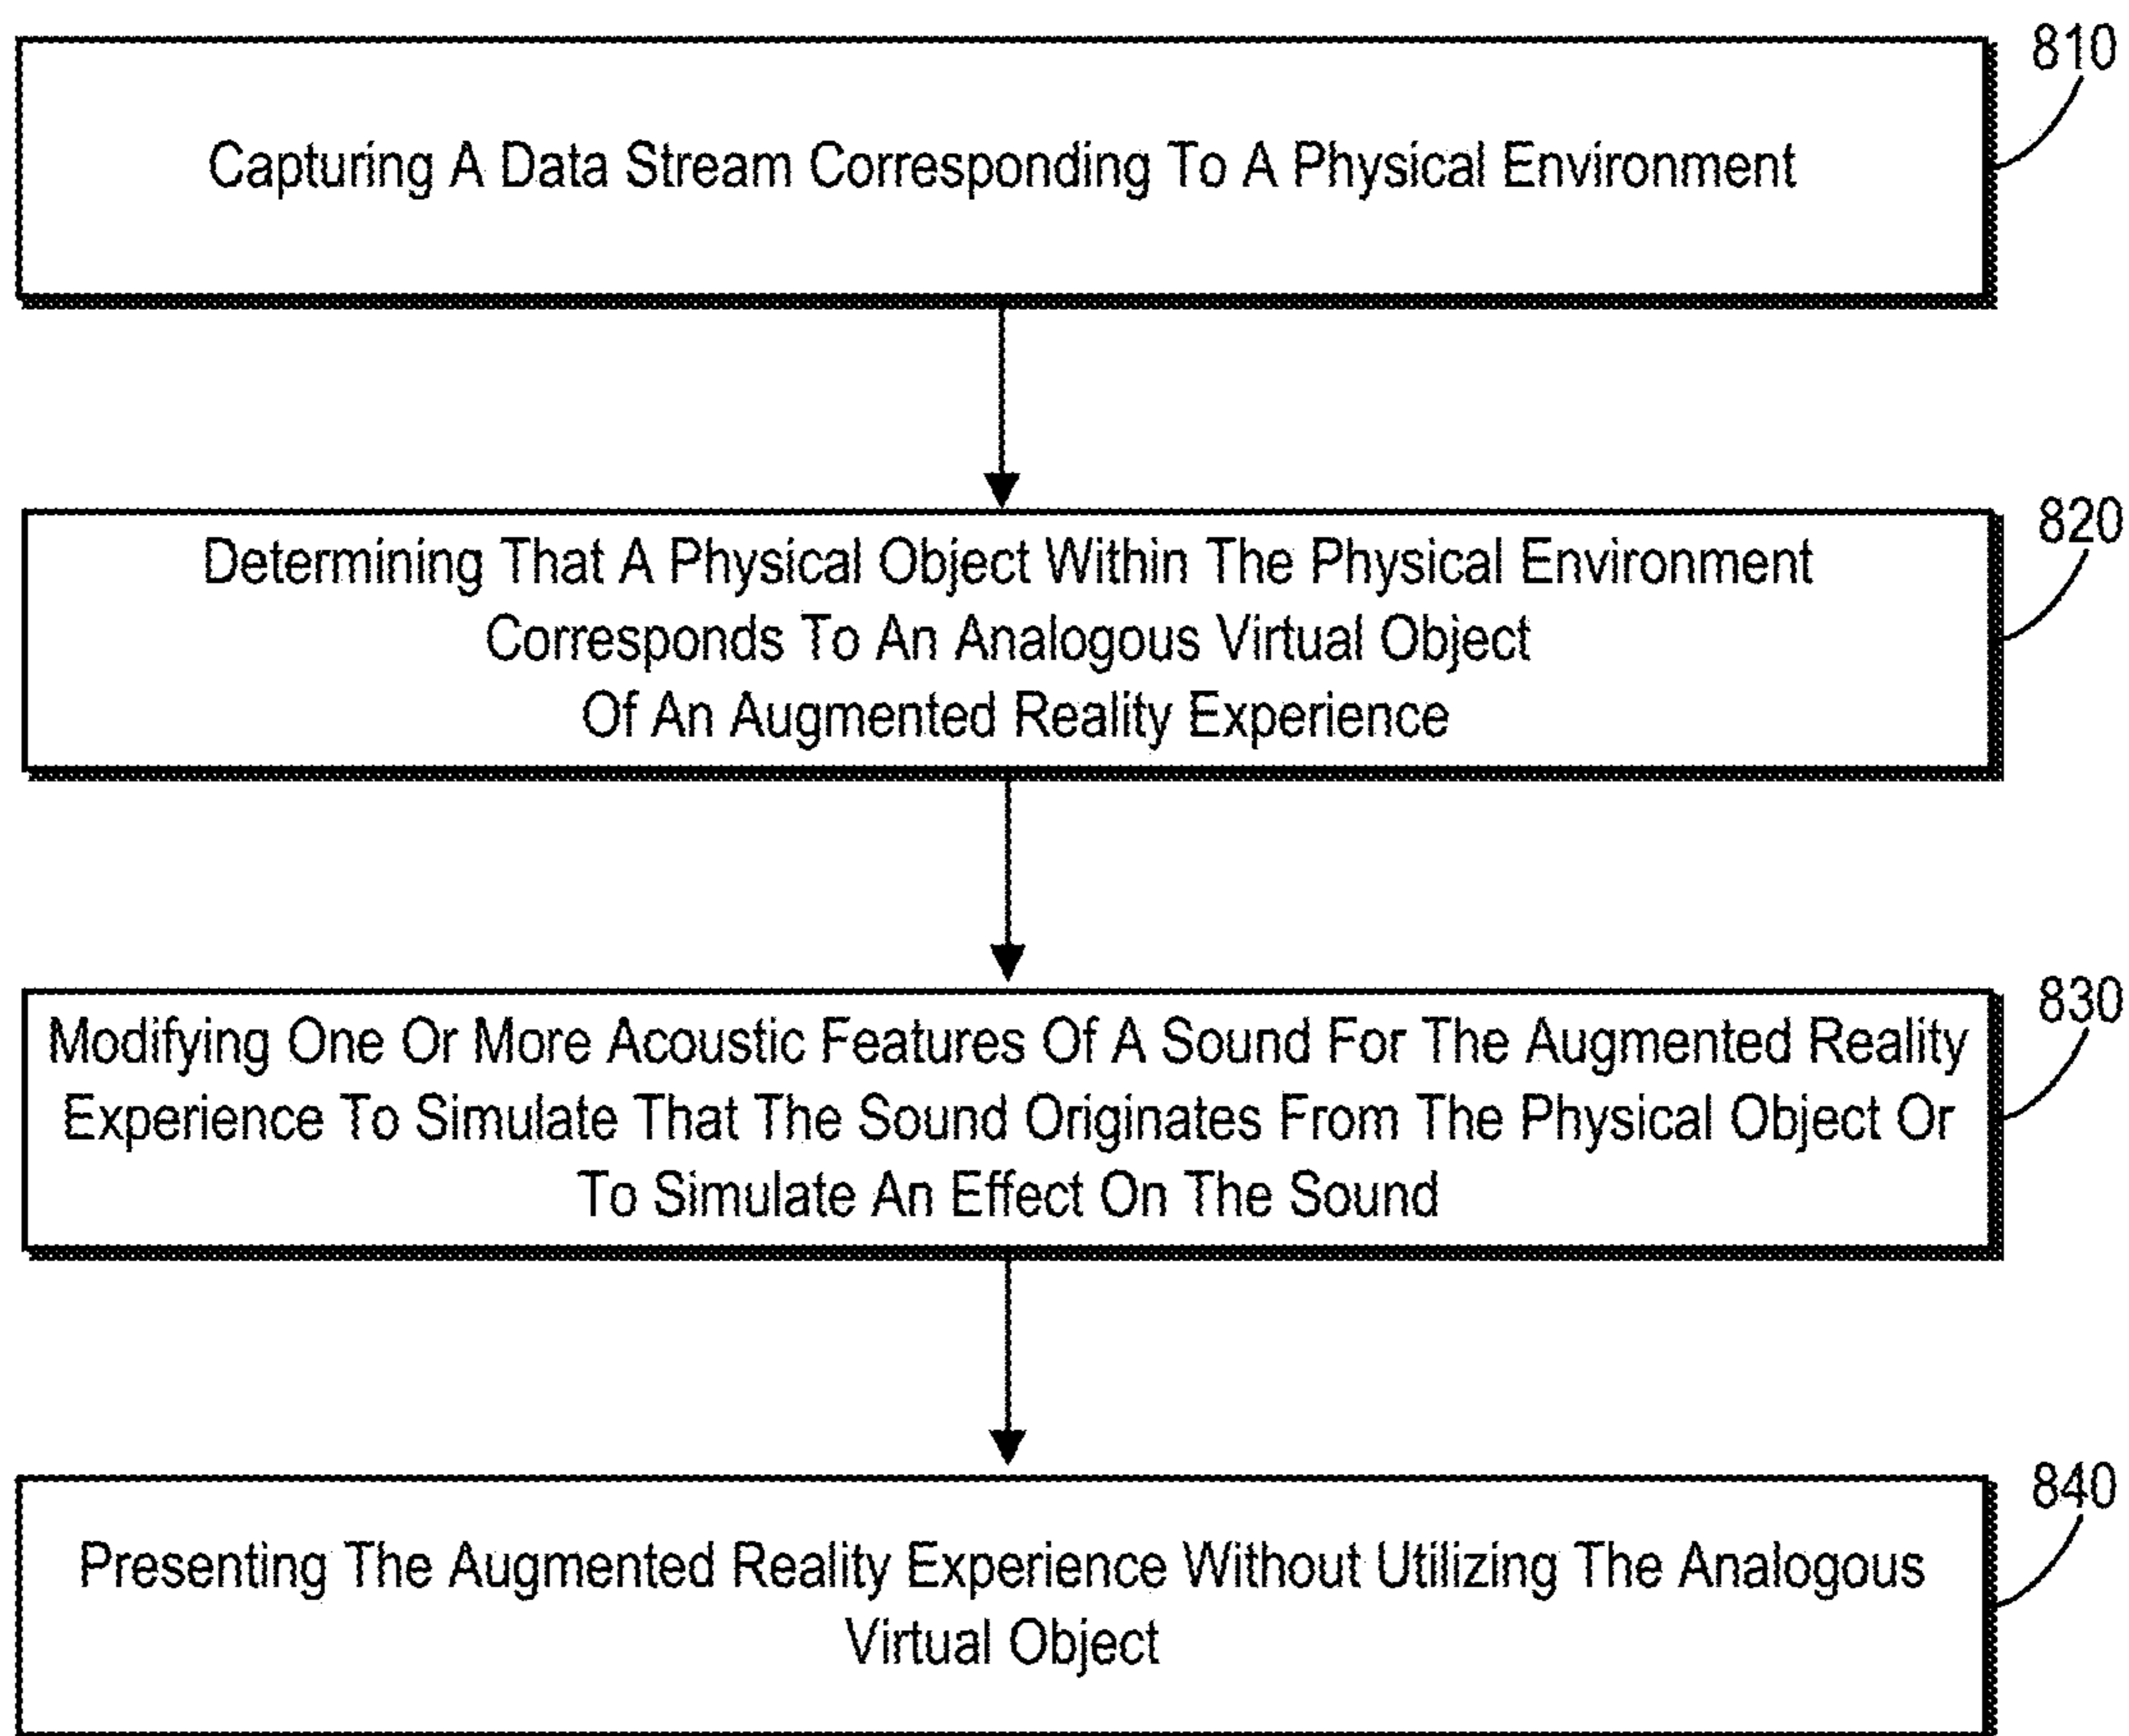 810
Capturing A Data Stream Corresponding To A Physical Environment
820
Determining That A Physical Object Within The Physical Environment
Corresponds To An Analogous Virtual Object
Of An Augmented Reality Experience
830
Modifying One Or More Acoustic Features Of A Sound For The Augmented Reality
Experience To Simulate That The Sound Originates From The Physical Object Or
To Simulate An Effect On The Sound
840
Presenting The Augmented Reality Experience Without Utilizing The Analogous
Virtual Object